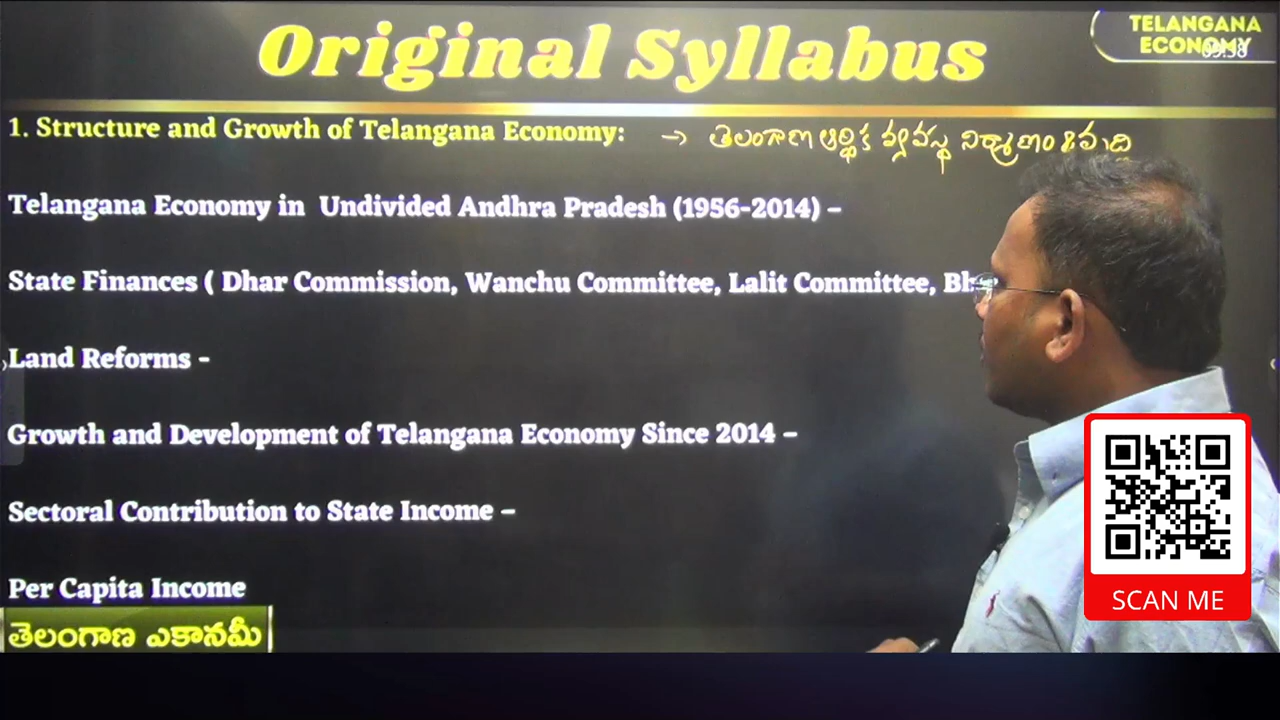 Original Syllabus
TELANGANA
ECONOMY
1. Structure and Growth of Telangana Economy: → తెలంగాణ ఆర్థిక వ్యవస్థ నిర్మాణం
Telangana Economy in Undivided Andhra Pradesh (1956-2014) –
State Finances ( Dhar Commission, Wanchu Committee, Lalit Committee,
Land Reforms -
Growth and Development of Telangana Economy Since 2014 –
Sectoral Contribution to State Income –
Per Capita Income
తెలంగాణ ఎకానమీ
SCAN ME